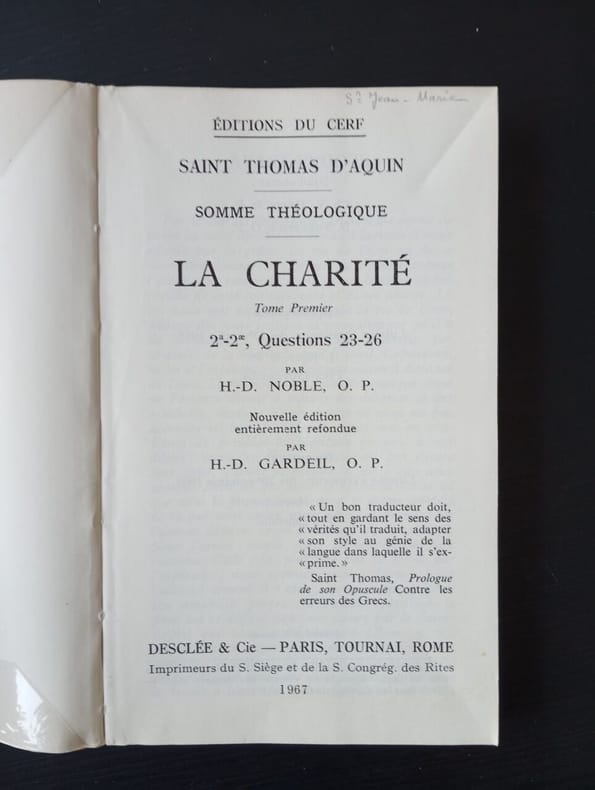 Sr Jean-Marie
ÉDITIONS DU CERF
SAINT THOMAS D'AQUIN
SOMME THÉOLOGIQUE
LA CHARITÉ
Tome Premier
2ª-2æ, Questions 23-26
PAR
H.-D. NOBLE, O. P.
Nouvelle édition
entièrement refondue
PAR
H.-D. GARDEIL, O. P.
« Un bon traducteur doit,
« tout en gardant le sens des
« vérités qu'il traduit, adapter
« son style au génie de la
« langue dans laquelle il s'ex-
« prime. »
Saint Thomas, Prologue
de son Opuscule Contre les
erreurs des Grecs.
DESCLÉE & Cie — PARIS, TOURNAI, ROME
Imprimeurs du S. Siège et de la S. Congrég. des Rites
1967